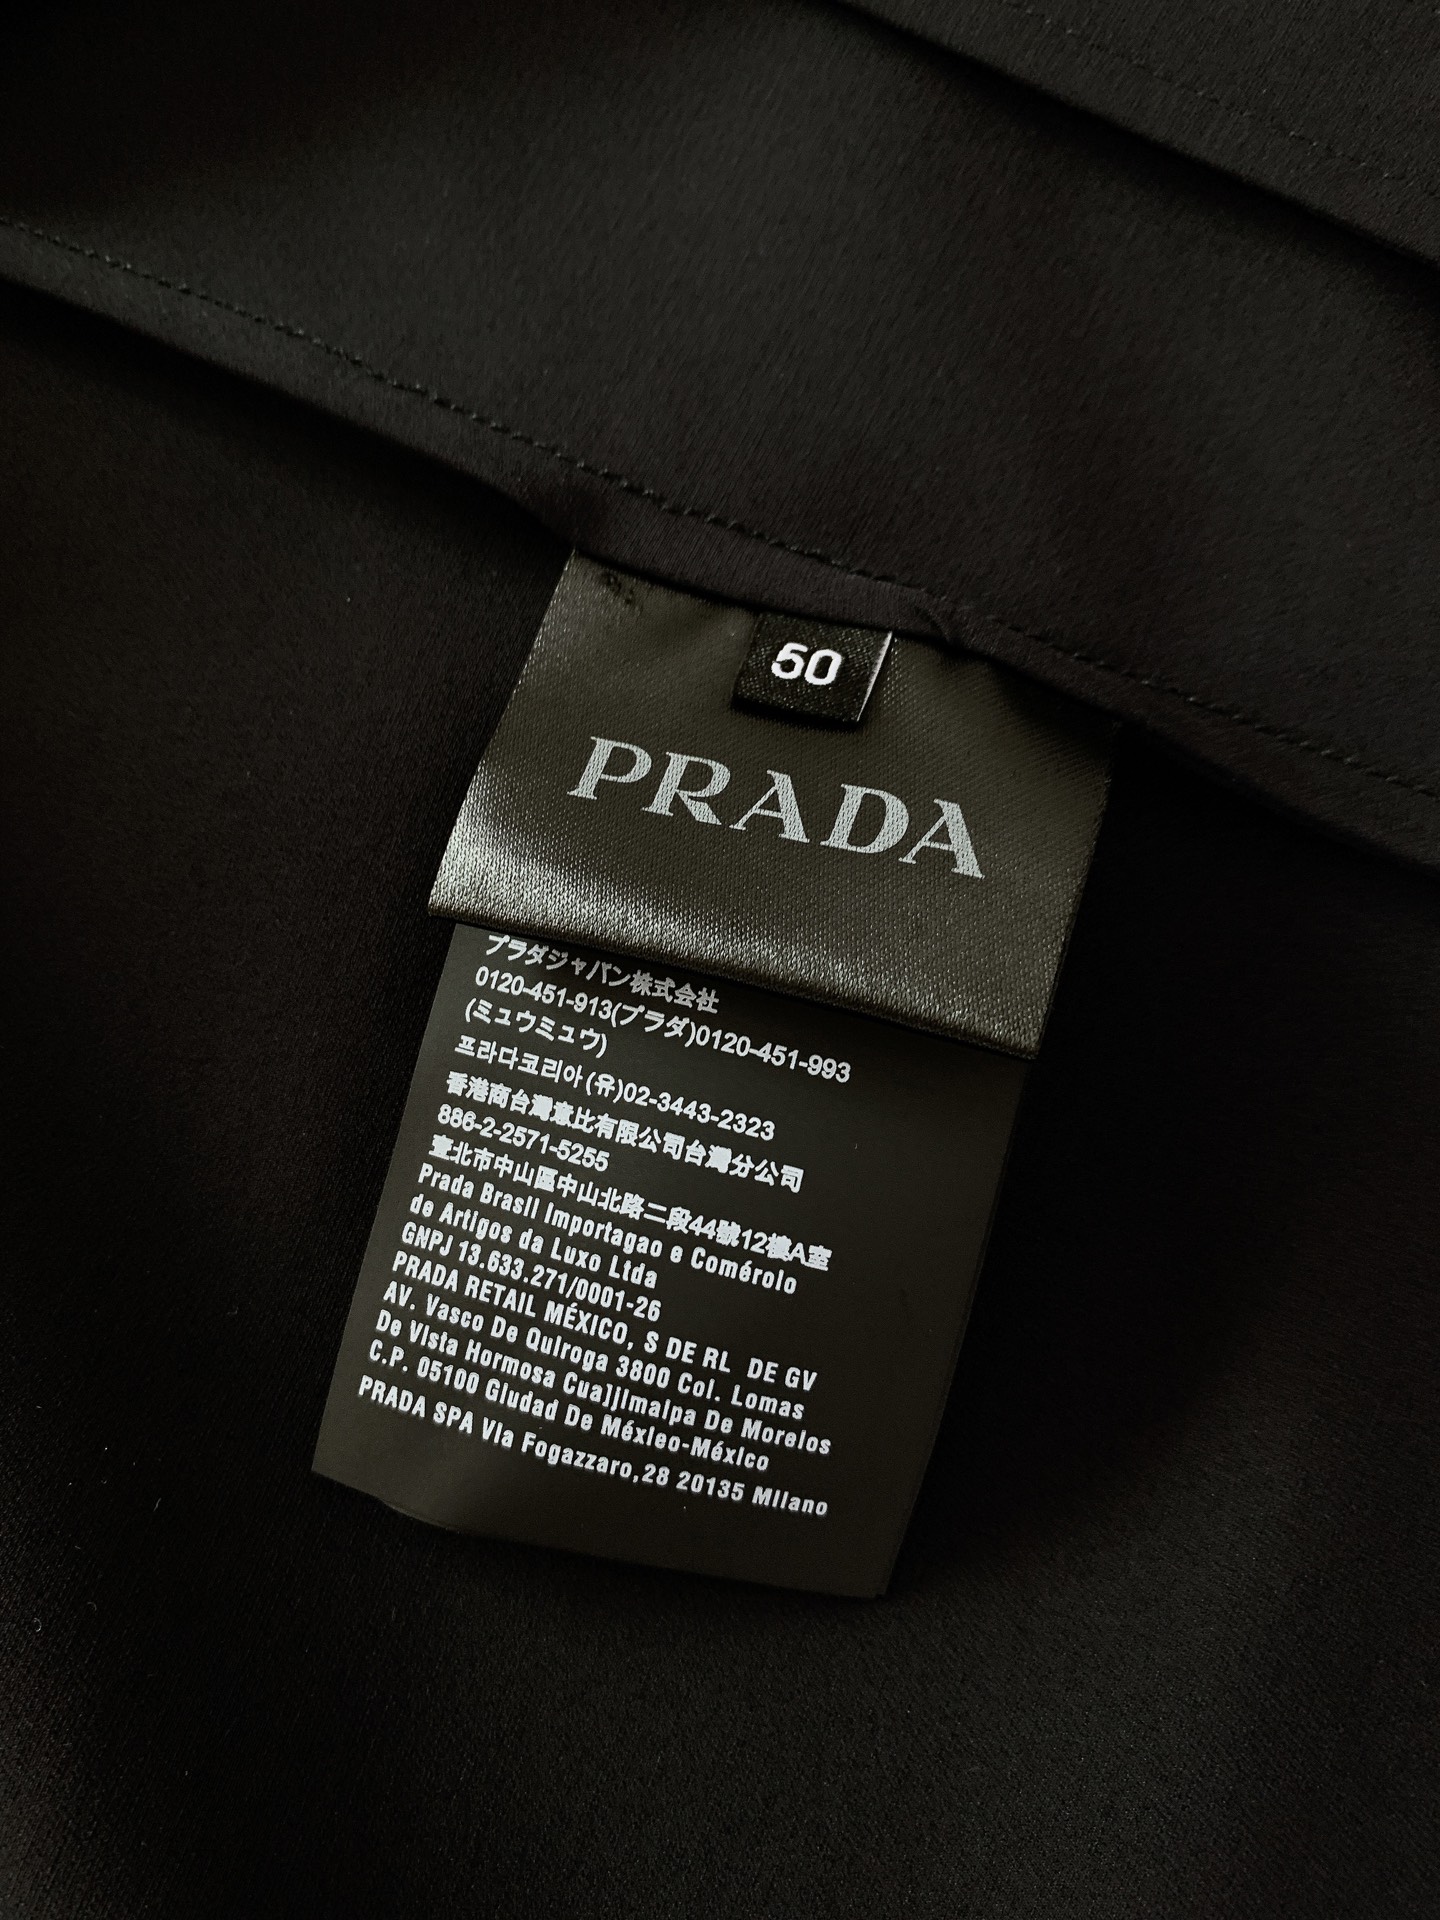 50
PRADA
プラダジャパン株式会社
0120-451-913(プラダ)0120-451-993
(ミュウミュウ)
프라다코리아(유)02-3443-2323
香港商台灣意比有限公司台灣分公司
886-2-2571-5255
臺北市中山區中山北路二段44號12樓A室
Prada Brasil Importagao e Comérolo
de Artigos da Luxo Ltda
GNPJ 13.633.271/0001-26
PRADA RETAIL MÉXICO, S DE RL DE GV
AV. Vasco De Quiroga 3800 Col. Lomas
De Vista Hormosa Cuajjimalpa De Morelos
C.P. 05100 Giudad De Méxleo-México
PRADA SPA Via Fogazzaro,28 20135 Milano